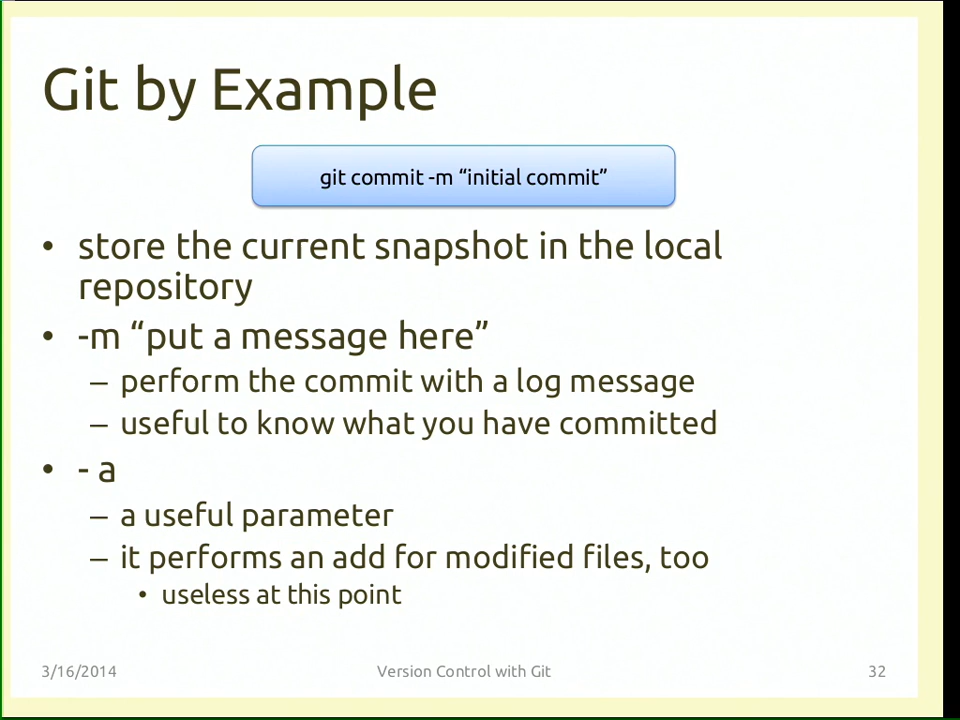 Git by Example
git commit -m “initial commit”
• store the current snapshot in the local
repository
• -m “put a message here”
– perform the commit with a log message
– useful to know what you have committed
• - a
– a useful parameter
– it performs an add for modified files, too
• useless at this point
3/16/2014 Version Control with Git 32